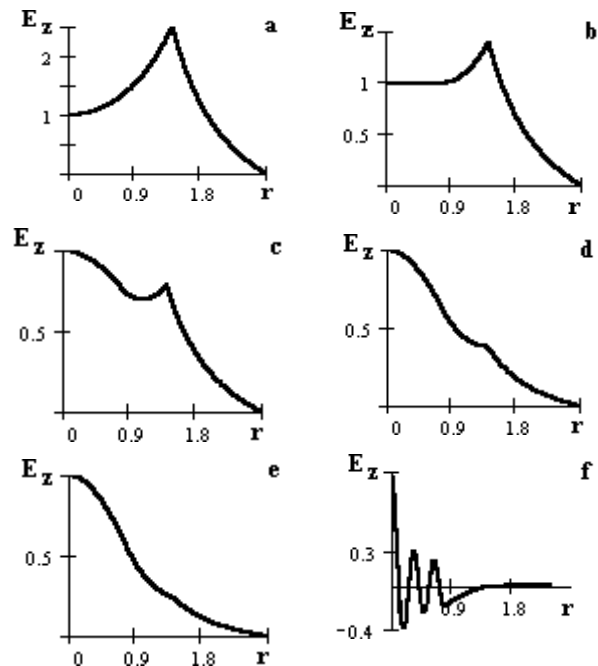 E z a
2
1
0 0.9 1.8 r
E z b
1
0.5
0 0.9 1.8 r
E z c
0.5
0 0.9 1.8 r
E z d
0.5
0 0.9 1.8 r
E z e
0.5
0 0.9 1.8 r
E z f
0.3
0.9 1.8 r
−0.4